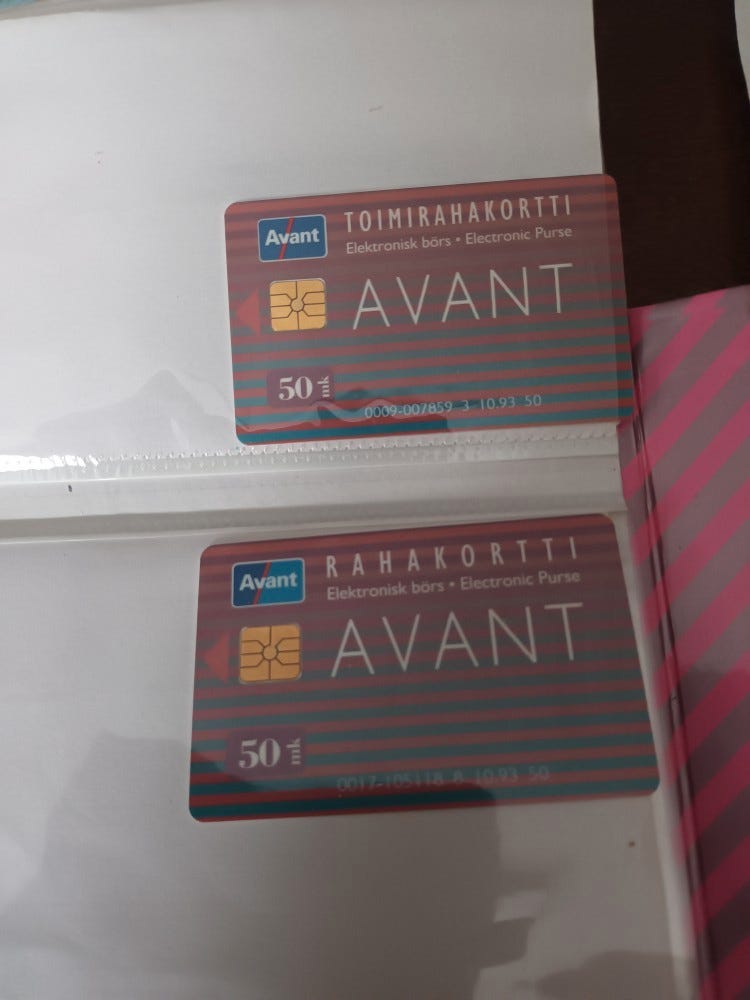 Avant
TOIMIRAHAKORTTI
Elektronisk börs • Electronic Purse
AVANT
50 mk
0009-007859 3 10.93 50
Avant
RAHAKORTTI
Elektronisk börs • Electronic Purse
AVANT
50 mk
0017-105118 8 10.93 50